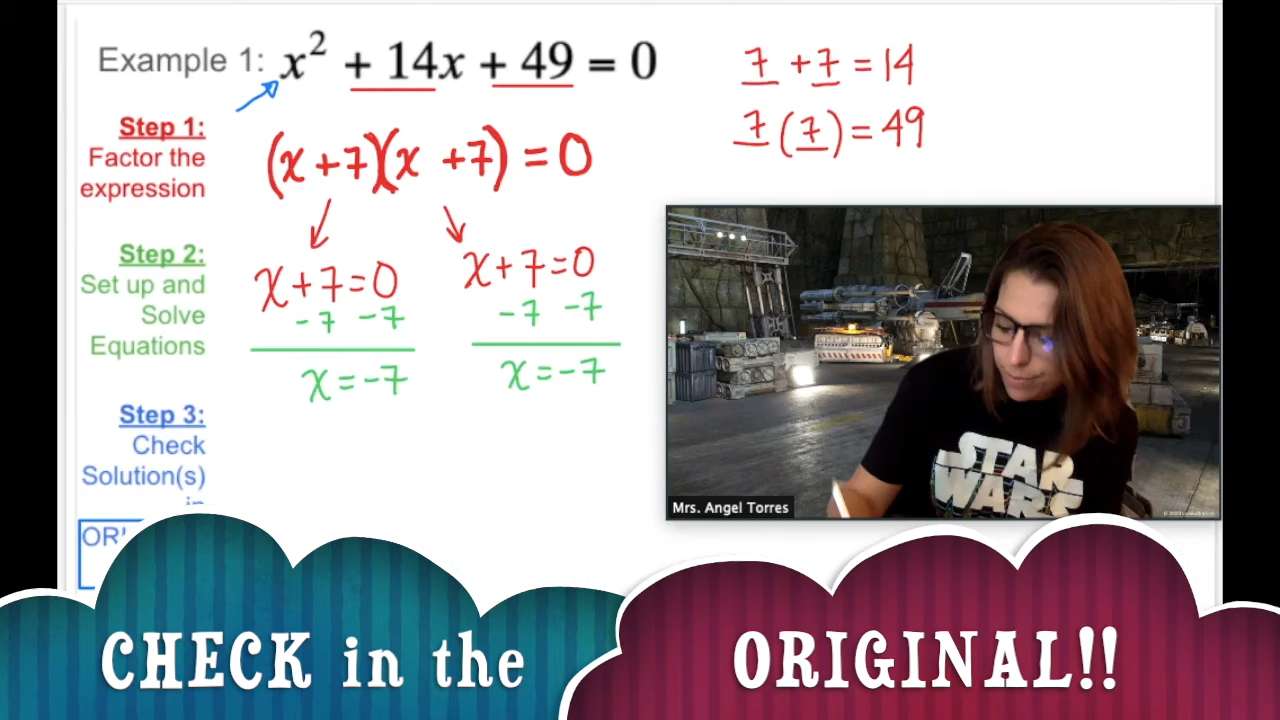 Example 1: x² + 14x + 49 = 0
7 + 7 = 14
7 (7) = 49
Step 1:
Factor the
expression
(x + 7)(x + 7) = 0
Step 2:
Set up and
Solve
Equations
x + 7 = 0
-7 -7
x = -7
x + 7 = 0
-7 -7
x = -7
Step 3:
Check
Solution(s)
in
STAR
WARS
Mrs. Angel Torres
CHECK in the
ORIGINAL!!